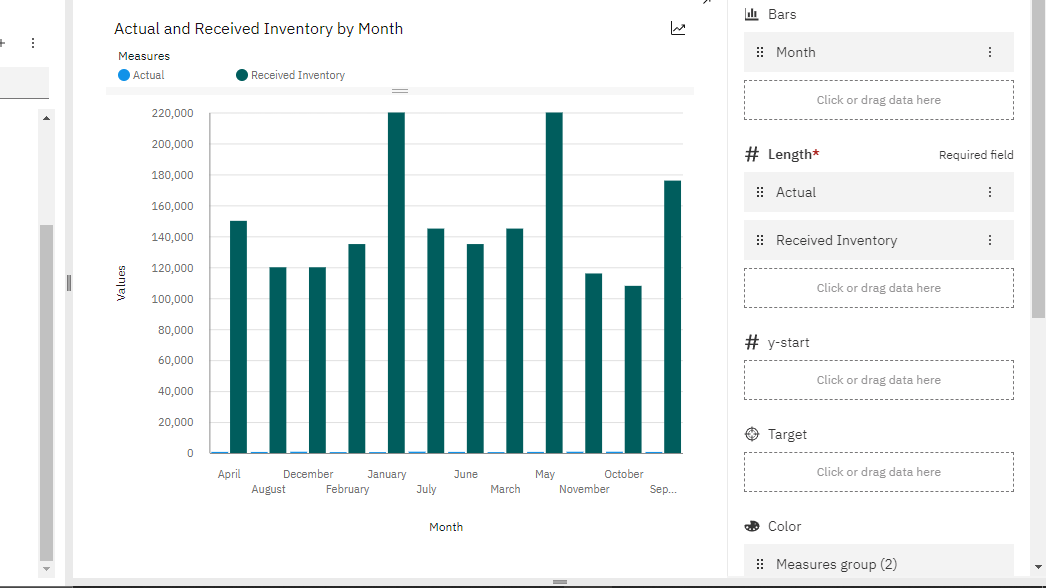 Actual and Received Inventory by Month
Measures
Actual
Received Inventory
220,000
200,000
180,000
160,000
140,000
120,000
100,000
80,000
60,000
40,000
20,000
0
Values
April
August
December
February
January
July
June
March
May
November
October
Sep...
Month
Bars
Month
Click or drag data here
# Length* Required field
Actual
Received Inventory
Click or drag data here
# y-start
Click or drag data here
Target
Click or drag data here
Color
Measures group (2)